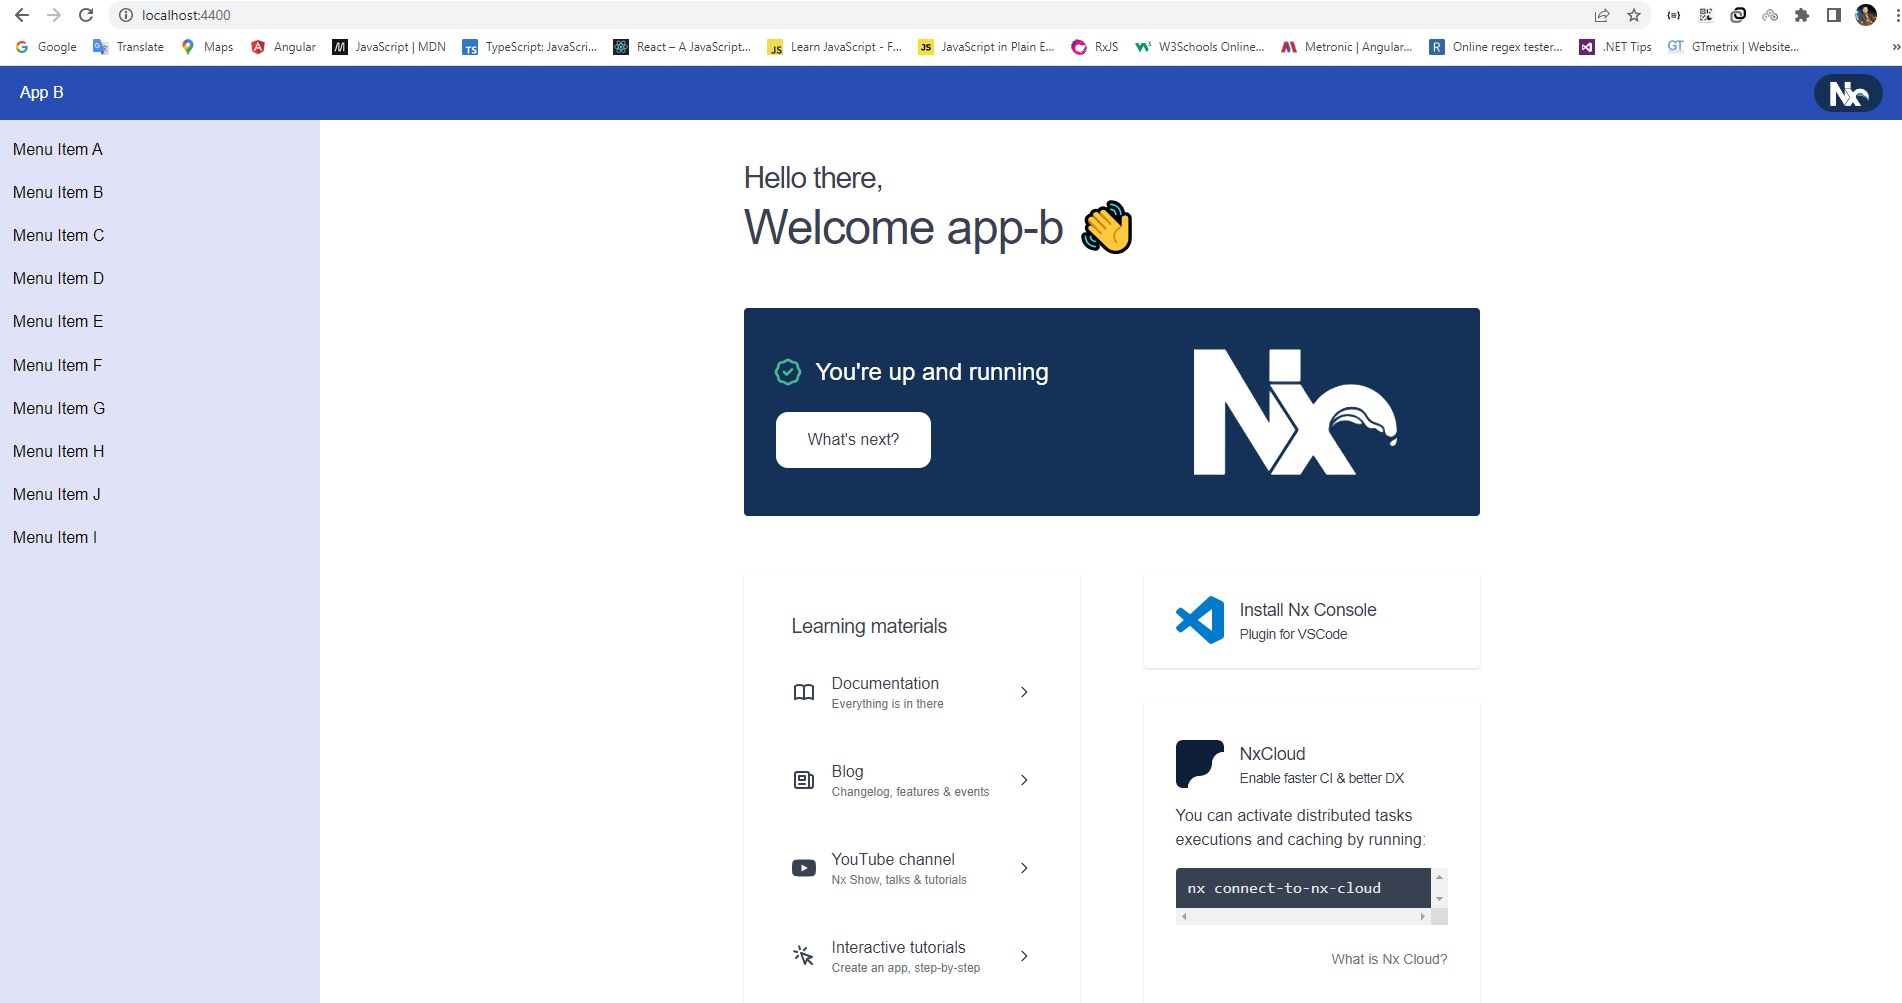 localhost:4400
Google Translate Maps Angular JavaScript | MDN TypeScript: JavaScri... React – A JavaScript... Learn JavaScript - F... JavaScript in Plain E... RxJS W3Schools Online... Metronic | Angular... Online regex tester... .NET Tips GTmetrix | Website... »
App B
Nx
Menu Item A
Menu Item B
Menu Item C
Menu Item D
Menu Item E
Menu Item F
Menu Item G
Menu Item H
Menu Item J
Menu Item I
Hello there,
Welcome app-b 👋
You're up and running
What's next?
Nx
Learning materials
Documentation
Everything is in there
Blog
Changelog, features & events
YouTube channel
Nx Show, talks & tutorials
Interactive tutorials
Create an app, step-by-step
Install Nx Console
Plugin for VSCode
NxCloud
Enable faster CI & better DX
You can activate distributed tasks
executions and caching by running:
nx connect-to-nx-cloud
What is Nx Cloud?